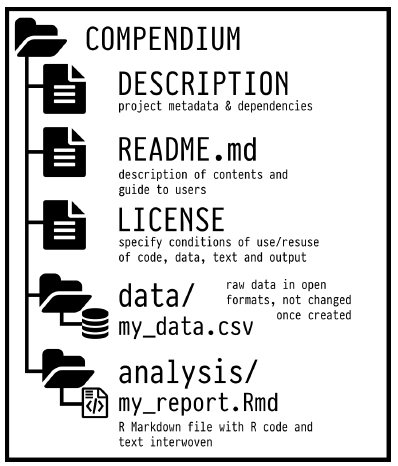 COMPENDIUM
DESCRIPTION
project metadata & dependencies
README.md
description of contents and
guide to users
LICENSE
specify conditions of use/resuse
of code, data, text and output
data/
raw data in open
formats, not changed
once created
my_data.csv
analysis/
my_report.Rmd
R Markdown file with R code and
text interwoven